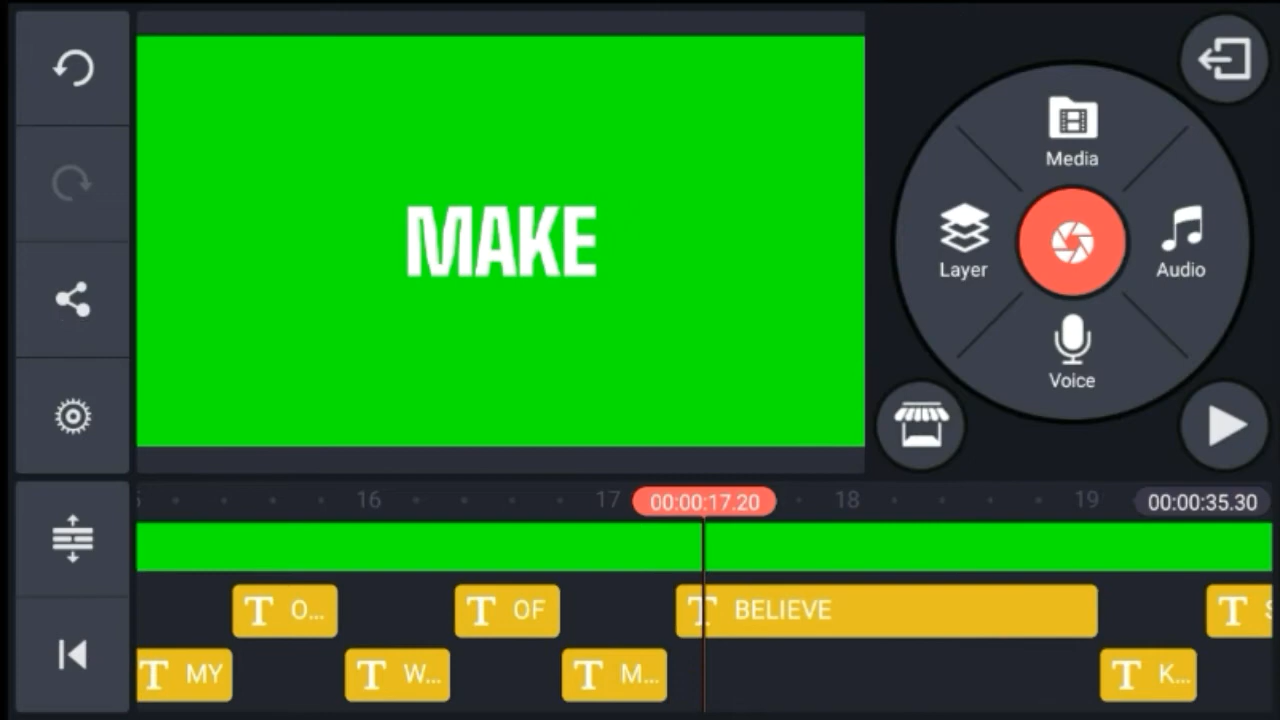 MAKE
Media
Layer
Audio
Voice
16
17
00:00:17.20
18
19
00:00:35.30
T O...
T OF
T BELIEVE
T
T MY
T W...
T M...
T K...